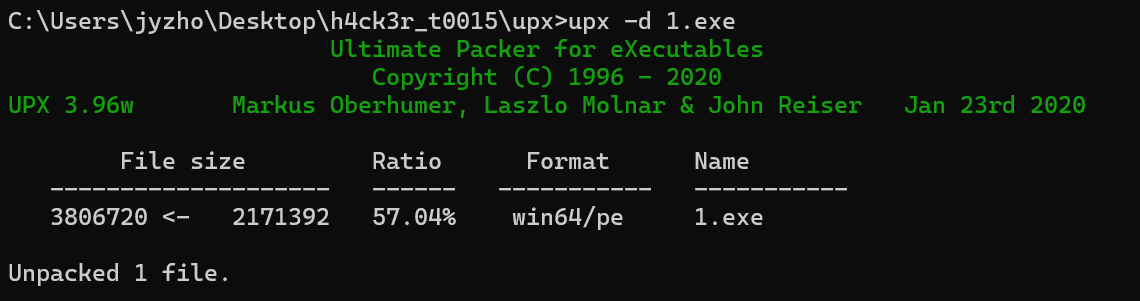 C:\Users\jyzho\Desktop\h4ck3r_t0015\upx>upx -d 1.exe
Ultimate Packer for eXecutables
Copyright (C) 1996 - 2020
UPX 3.96w Markus Oberhumer, Laszlo Molnar & John Reiser Jan 23rd 2020
File size Ratio Format Name
-------------------- ------ ----------- -----------
3806720 <- 2171392 57.04% win64/pe 1.exe
Unpacked 1 file.